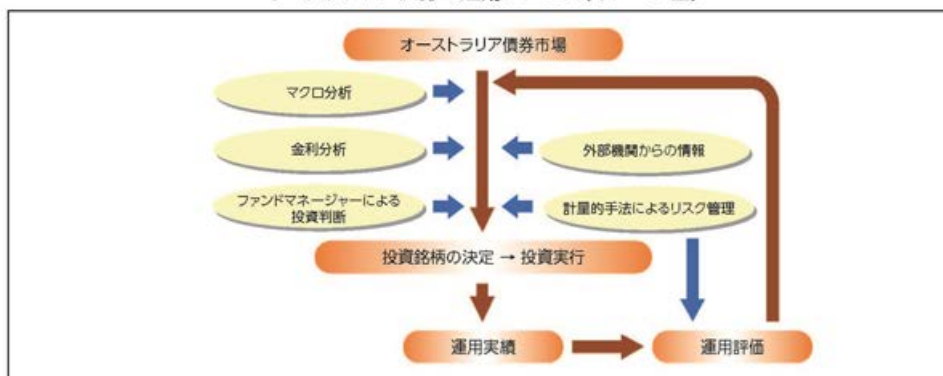 オーストラリア債券市場
マクロ分析
金利分析
外部機関からの情報
ファンドマネージャーによる
投資判断
計量的手法によるリスク管理
投資銘柄の決定 → 投資実行
運用実績
運用評価